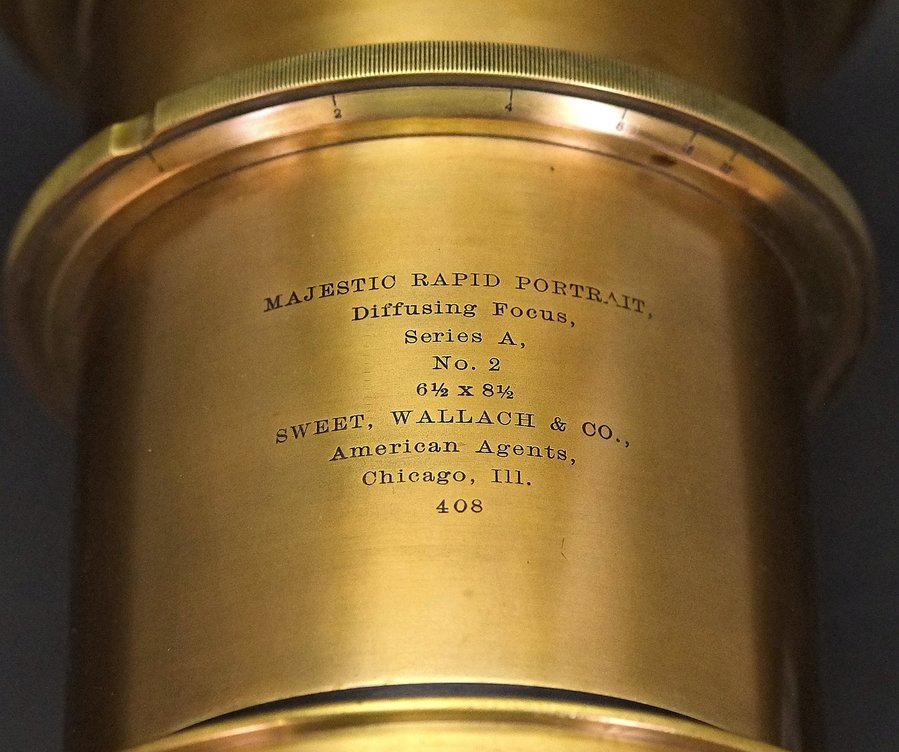 2 4
MAJESTIC RAPID PORTRAIT,
Diffusing Focus,
Series A,
No. 2
6½ x 8½
SWEET, WALLACH & CO.,
American Agents,
Chicago, Ill.
408